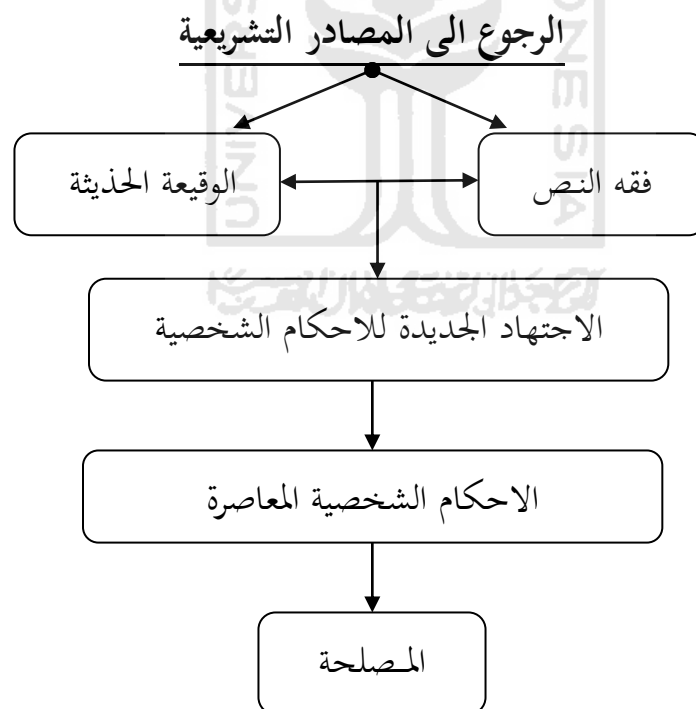 الرجوع الى المصادر التشريعية
فقه النص
الوقيعة الحذيثة
الاجتهاد الجديدة للاحكام الشخصية
الاحكام الشخصية المعاصرة
المصلحة